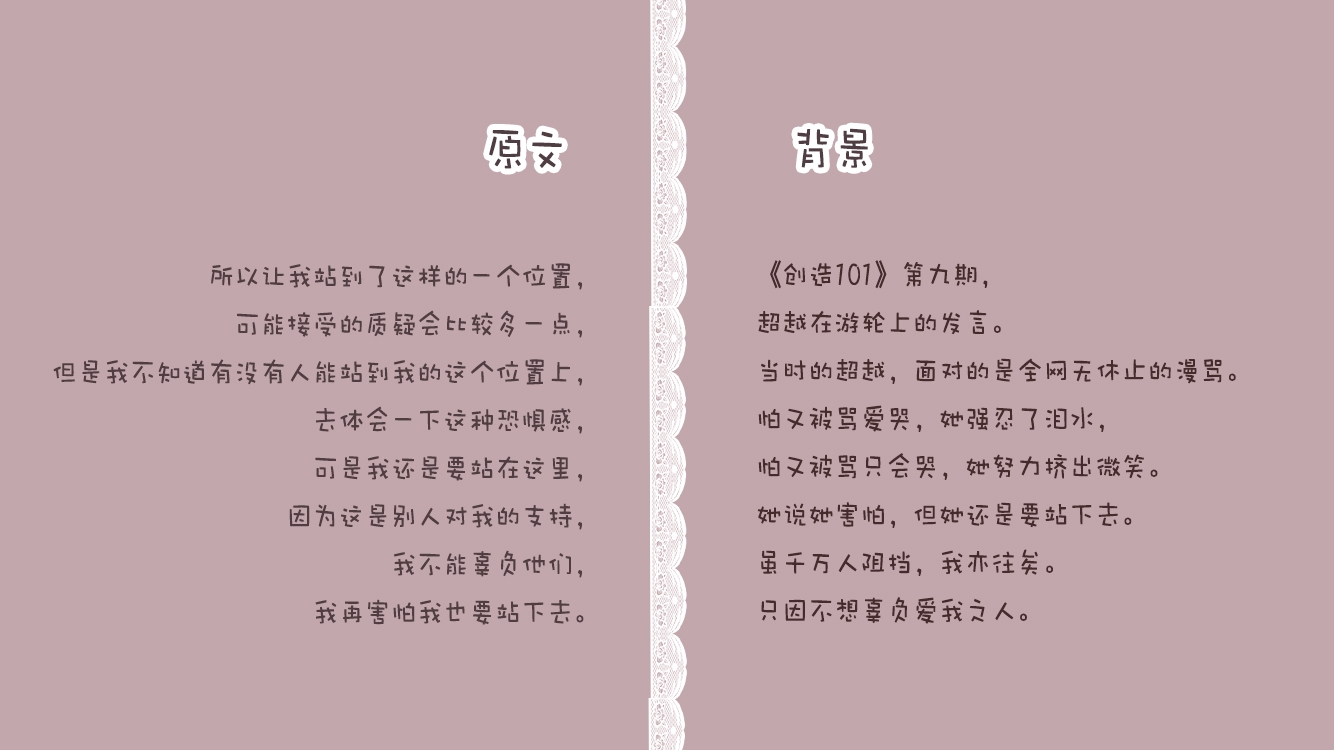 原文
所以让我站到了这样的一个位置，
可能接受的质疑会比较多一点，
但是我不知道有没有人能站到我的这个位置上，
去体会一下这种恐惧感，
可是我还是要站在这里，
因为这是别人对我的支持，
我不能辜负他们，
我再害怕我也要站下去。
背景
《创造101》第九期，
超越在游轮上的发言。
当时的超越，面对的是全网无休止的漫骂。
怕又被骂爱哭，她强忍了泪水，
怕又被骂只会哭，她努力挤出微笑。
她说她害怕，但她还是要站下去。
虽千万人阻挡，我亦往矣。
只因不想辜负爱我之人。